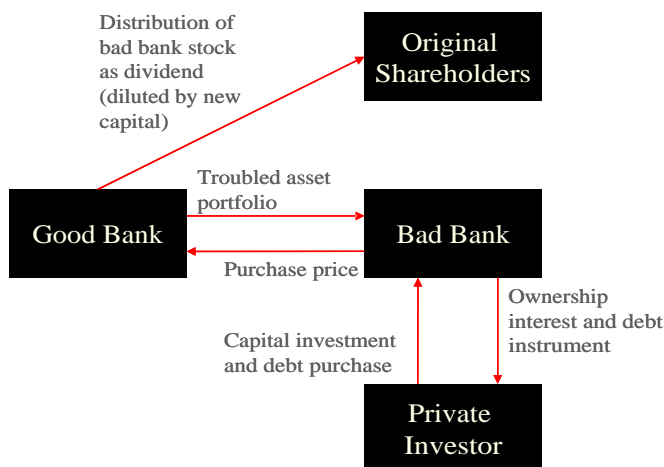 Distribution of
bad bank stock
as dividend
(diluted by new
capital)
Original
Shareholders
Troubled asset
portfolio
Good Bank
Bad Bank
Purchase price
Capital investment
and debt purchase
Ownership
interest and debt
instrument
Private
Investor